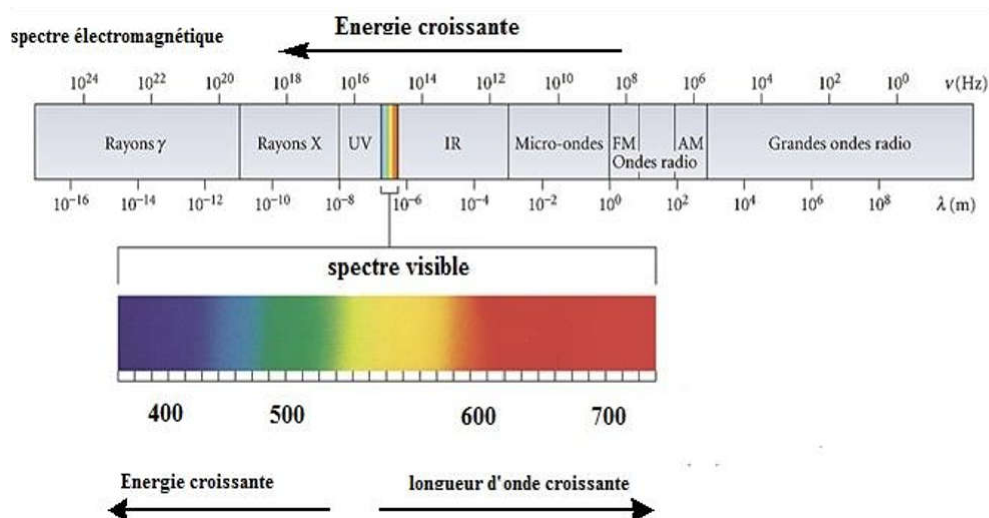 Energie croissante
spectre électromagnétique
10²⁴ 10²² 10²⁰ 10¹⁸ 10¹⁶ 10¹⁴ 10¹² 10¹⁰ 10⁸ 10⁶ 10⁴ 10² 10⁰ ν(Hz)
Rayons γ Rayons X UV IR Micro-ondes FM AM Grandes ondes radio
Ondes radio
10⁻¹⁶ 10⁻¹⁴ 10⁻¹² 10⁻¹⁰ 10⁻⁸ 10⁻⁶ 10⁻⁴ 10⁻² 10⁰ 10² 10⁴ 10⁶ 10⁸ λ(m)
spectre visible
400 500 600 700
Energie croissante longueur d'onde croissante